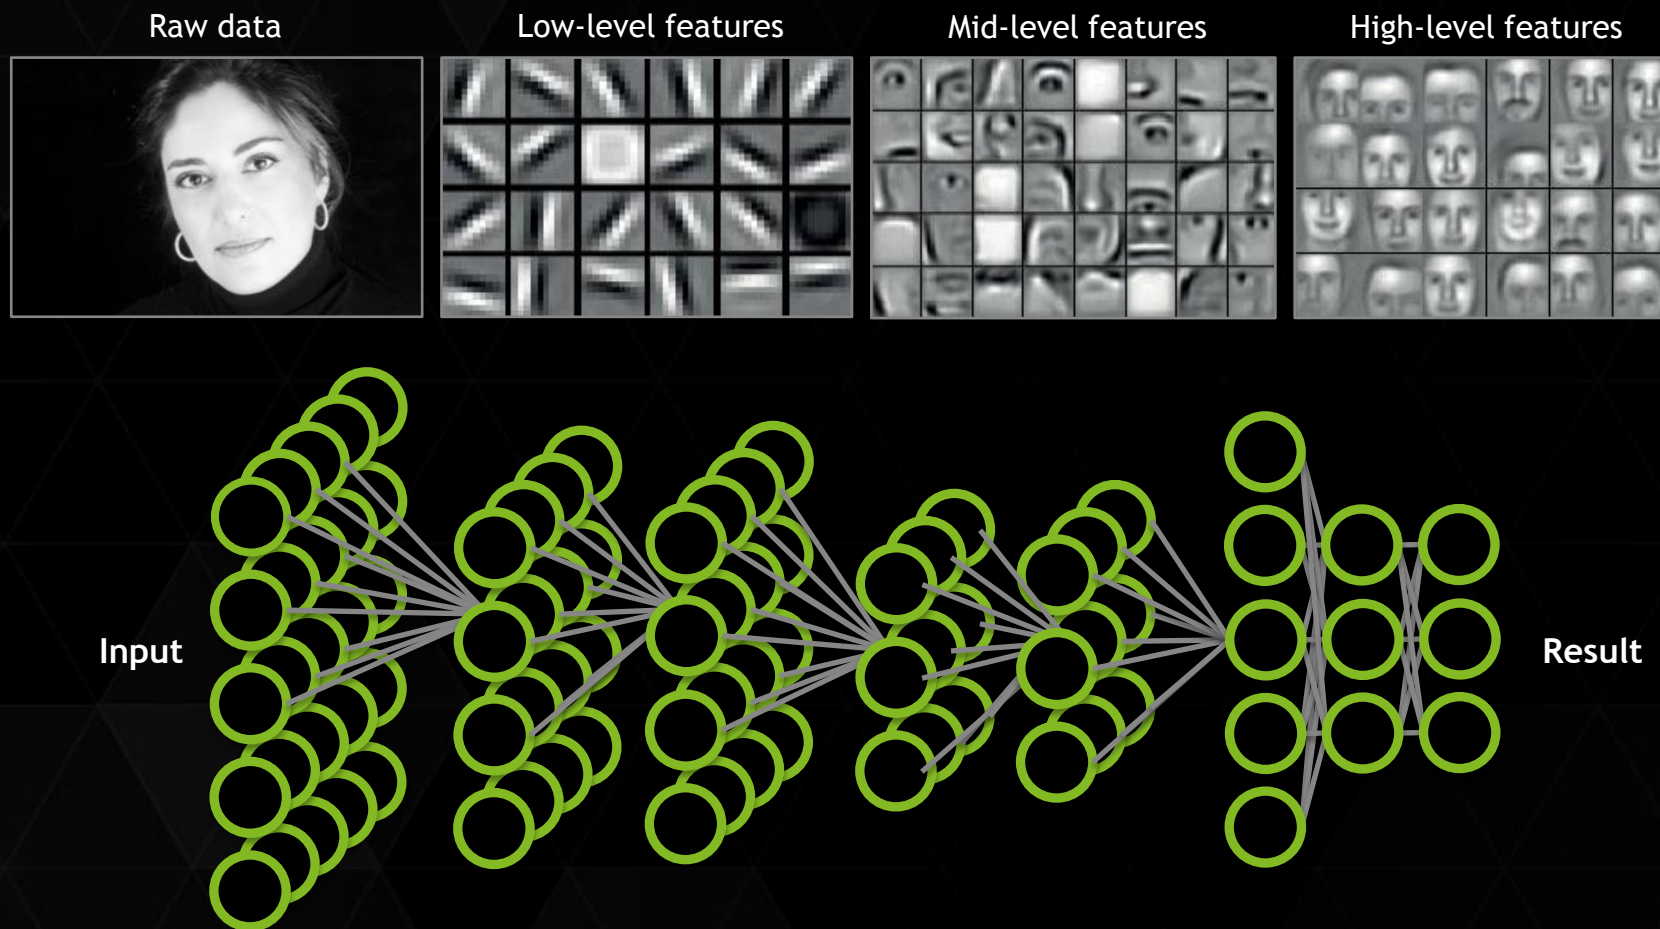 Raw data
Low-level features
Mid-level features
High-level features
Input
Result